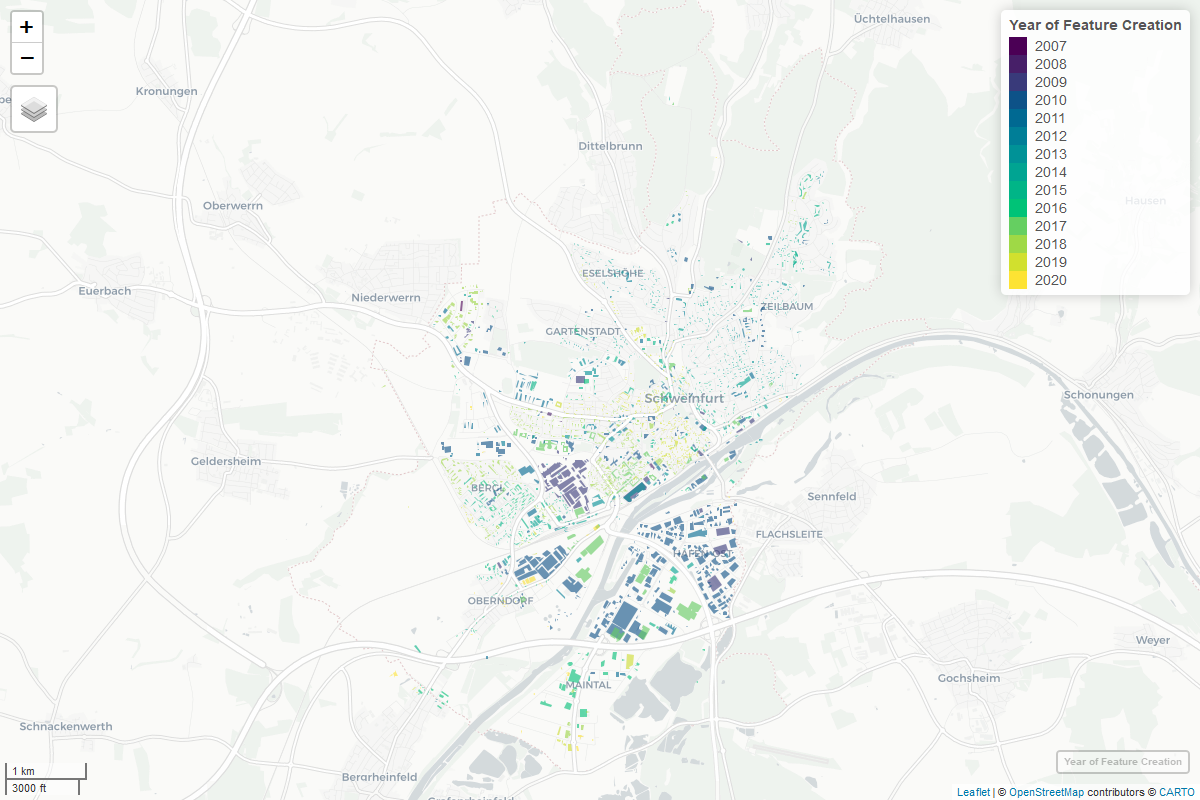 +
−
Üchtelhausen
Year of Feature Creation
2007
2008
2009
2010
2011
2012
2013
2014
2015
2016
2017
2018
2019
2020
Kronungen
Dittelbrunn
Hausen
Oberwerrn
ESELSHÖHE
Euerbach
Niederwerrn
ZEILBAUM
GARTENSTADT
Schweinfurt
Schonungen
Geldersheim
BERGL
Sennfeld
FLACHSLEITE
HAFEN-OST
OBERNDORF
Weyer
Gochsheim
MAINTAL
Schnackenwerth
Bergrheinfeld
Grafenrheinfeld
1 km
3000 ft
Year of Feature Creation
Leaflet | © OpenStreetMap contributors © CARTO